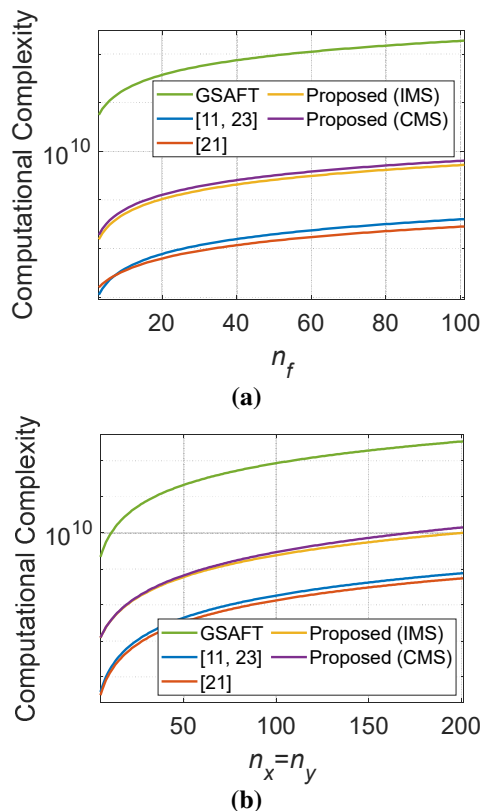 Computational Complexity
10^10
GSAFT
Proposed (IMS)
[11, 23]
Proposed (CMS)
[21]
20 40 60 80 100
n_f
(a)
Computational Complexity
10^10
GSAFT
Proposed (IMS)
[11, 23]
Proposed (CMS)
[21]
50 100 150 200
n_x=n_y
(b)